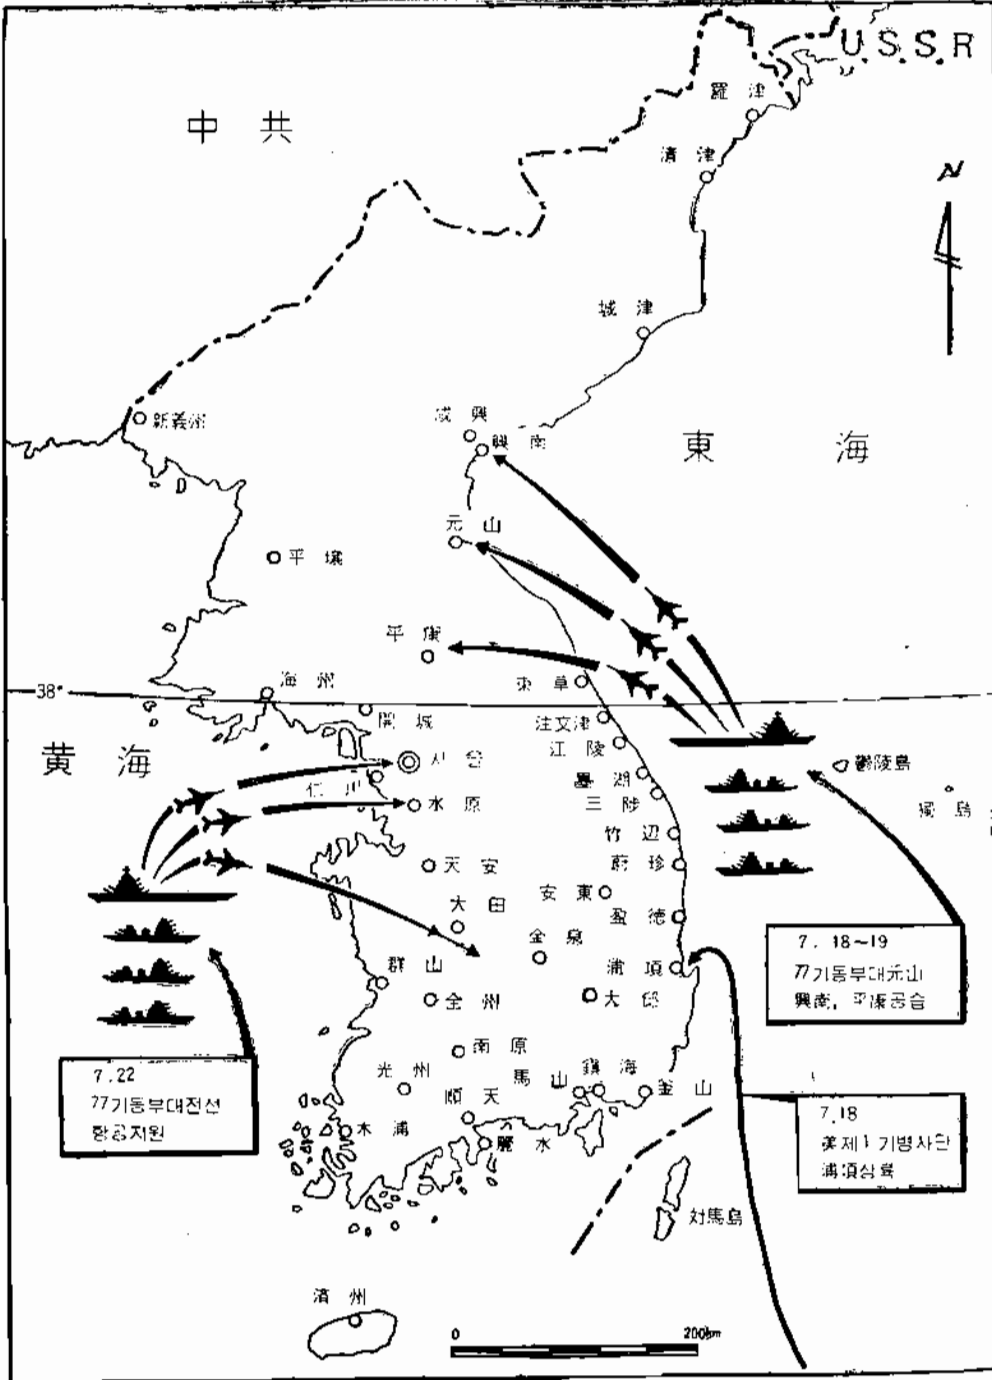 U.S.S.R
中 共
羅 津
清 津
N
城 津
新義州
咸 興
興 南
東 海
元 山
平 壤
平 康
38°
海 州
開 城
束 草
注文津
江 陵
黃 海
서 울
仁 川
水 原
墨 湖
三 陟
鬱陵島
獨 島
竹 辺
天 安
蔚 珍
安 東
大 田
盈 德
金 泉
群 山
浦 項
全 州
大 邱
7. 18~19
77기동부대元山
興南, 平康공습
南 原
光 州
馬 山
鎭 海
釜 山
順 天
7.22
77기동부대전선
항공지원
木 浦
麗 水
7.18
美제1기병사단
浦項상륙
対馬島
濟 州
0
200km